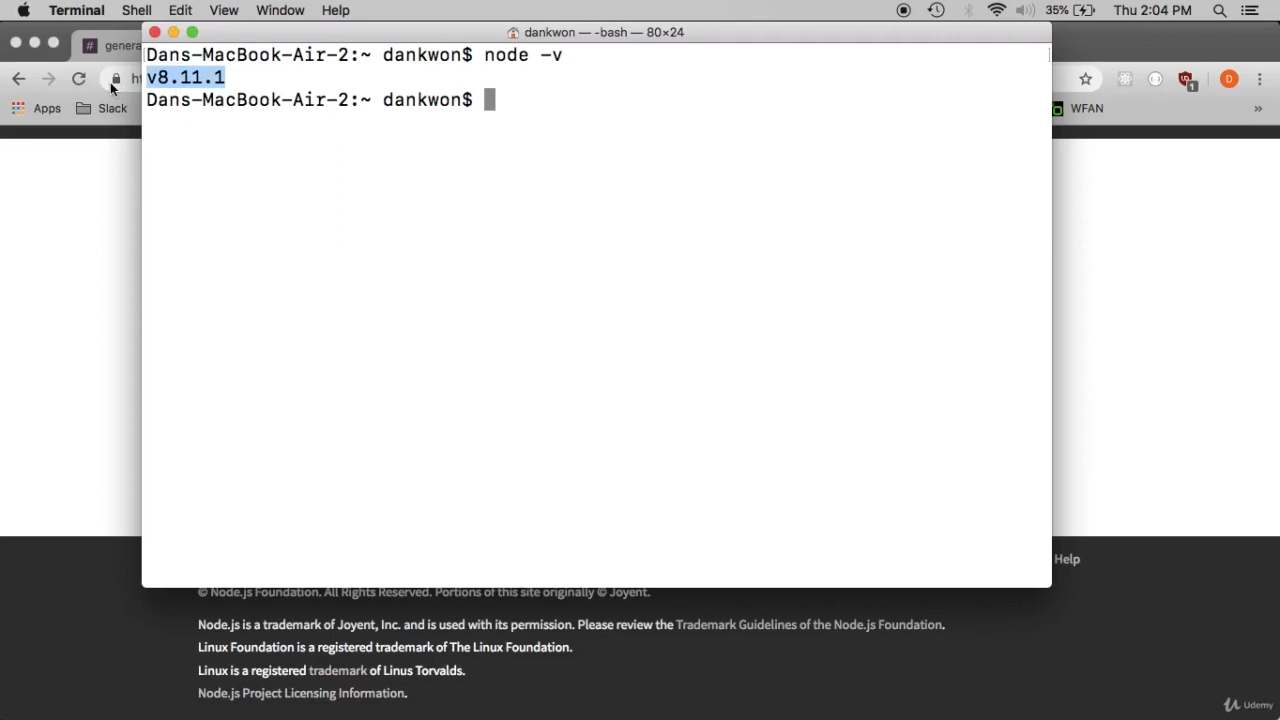 Terminal Shell Edit View Window Help 35% Thu 2:04 PM
dankwon — -bash — 80×24
# genera
Dans-MacBook-Air-2:~ dankwon$ node -v
v8.11.1
Dans-MacBook-Air-2:~ dankwon$
ht
D
1
Apps Slack WFAN »
Help
© Node.js Foundation. All Rights Reserved. Portions of this site originally © Joyent.
Node.js is a trademark of Joyent, Inc. and is used with its permission. Please review the Trademark Guidelines of the Node.js Foundation.
Linux Foundation is a registered trademark of The Linux Foundation.
Linux is a registered trademark of Linus Torvalds.
Node.js Project Licensing Information.
Udemy